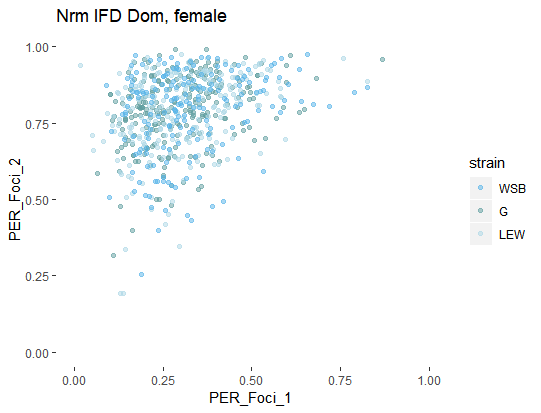 Nrm IFD Dom, female
1.00
0.75
0.50
0.25
0.00
PER_Foci_2
0.00 0.25 0.50 0.75 1.00
PER_Foci_1
strain
WSB
G
LEW